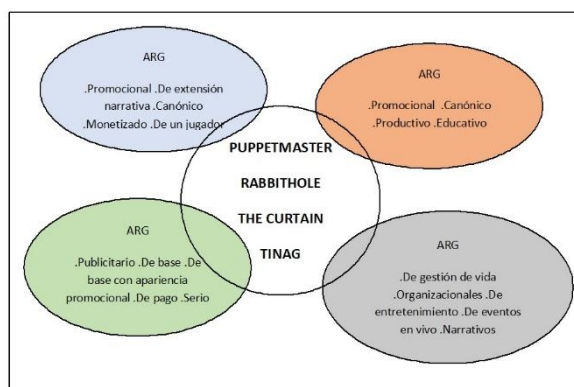 ARG
.Promocional .De extensión
narrativa .Canónico
.Monetizado .De un jugador
ARG
.Promocional .Canónico
.Productivo .Educativo
PUPPETMASTER
RABBITHOLE
THE CURTAIN
TINAG
ARG
.Publicitario .De base .De
base con apariencia
promocional .De pago .Serio
ARG
.De gestión de vida
.Organizacionales .De
entretenimiento .De eventos
en vivo .Narrativos